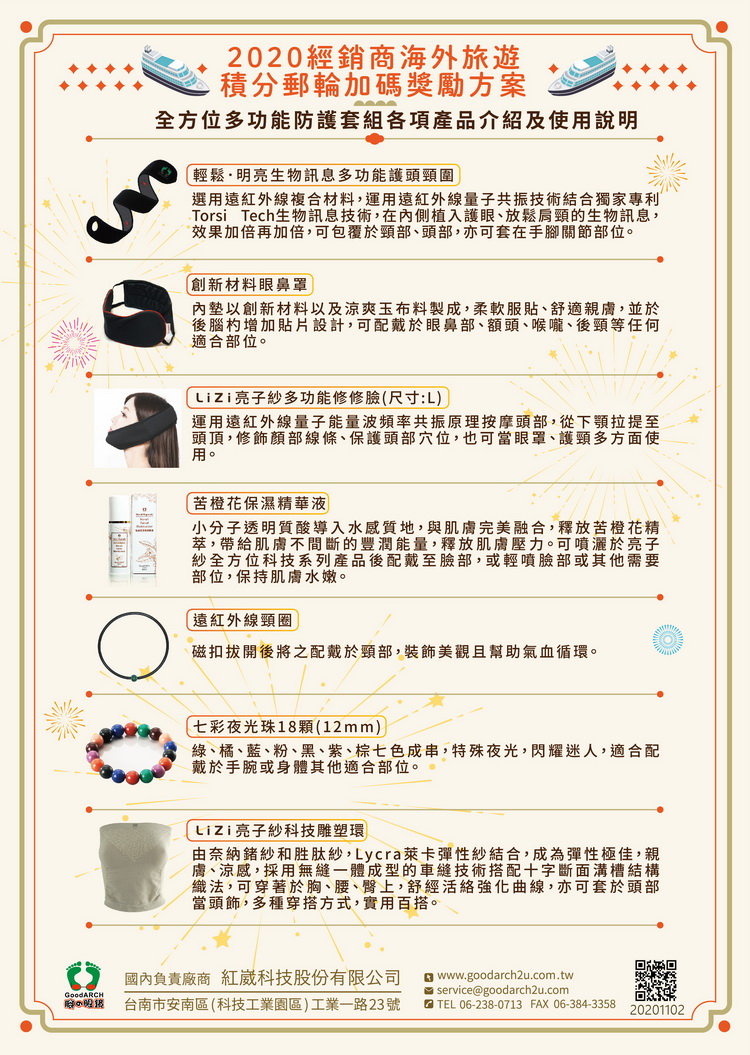 2020經銷商海外旅遊
積分郵輪加碼獎勵方案
全方位多功能防護套組各項產品介紹及使用說明
輕鬆·明亮生物訊息多功能護頭頸圍
選用遠紅外線複合材料，運用遠紅外線量子共振技術結合獨家專利
Torsi Tech生物訊息技術，在內側植入護眼、放鬆肩頸的生物訊息，
效果加倍再加倍，可包覆於頸部、頭部，亦可套在手腳關節部位。
創新材料眼鼻罩
內墊以創新材料以及涼爽玉布料製成，柔軟服貼、舒適親膚，並於
後腦杓增加貼片設計，可配戴於眼鼻部、額頭、喉嚨、後頸等任何
適合部位。
LiZi亮子紗多功能修修臉(尺寸:L)
運用遠紅外線量子能量波頻率共振原理按摩頭部，從下顎拉提至
頭頂，修飾顏部線條、保護頭部穴位，也可當眼罩、護頸多方面使
用。
苦橙花保濕精華液
小分子透明質酸導入水感質地，與肌膚完美融合，釋放苦橙花精
萃，帶給肌膚不間斷的豐潤能量，釋放肌膚壓力。可噴灑於亮子
紗全方位科技系列產品後配戴至臉部，或輕噴臉部或其他需要
部位，保持肌膚水嫩。
遠紅外線頸圈
磁扣拔開後將之配戴於頸部，裝飾美觀且幫助氣血循環。
七彩夜光珠18顆(12mm)
綠、橘、藍、粉、黑、紫、棕七色成串，特殊夜光，閃耀迷人，適合配
戴於手腕或身體其他適合部位。
LiZi亮子紗科技雕塑環
由奈納鍺紗和胜肽紗，Lycra萊卡彈性紗結合，成為彈性極佳，親
膚、涼感，採用無縫一體成型的車縫技術搭配十字斷面溝槽結構
織法，可穿著於胸、腰、臀上，舒經活絡強化曲線，亦可套於頭部
當頭飾，多種穿搭方式，實用百搭。
GoodARCH
腳の眼鏡
國內負責廠商 紅崴科技股份有限公司
台南市安南區(科技工業園區)工業一路23號
www.goodarch2u.com.tw
service@goodarch2u.com
TEL 06-238-0713 FAX 06-384-3358
20201102